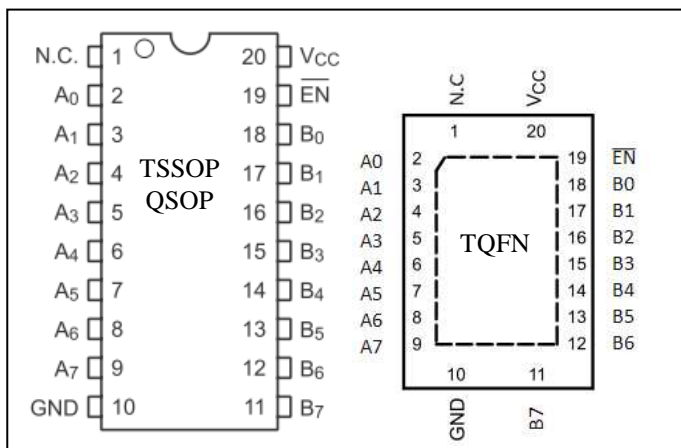 N.C. 1 20 VCC
A0 2 19 EN
A1 3 18 B0
A2 4 17 B1
A3 5 16 B2
A4 6 15 B3
A5 7 14 B4
A6 8 13 B5
A7 9 12 B6
GND 10 11 B7
TSSOP
QSOP
N.C VCC
1 20
A0 2 19 EN
A1 3 18 B0
A2 4 17 B1
A3 5 16 B2
A4 6 15 B3
A5 7 14 B4
A6 8 13 B5
A7 9 12 B6
TQFN
10 11
GND B7